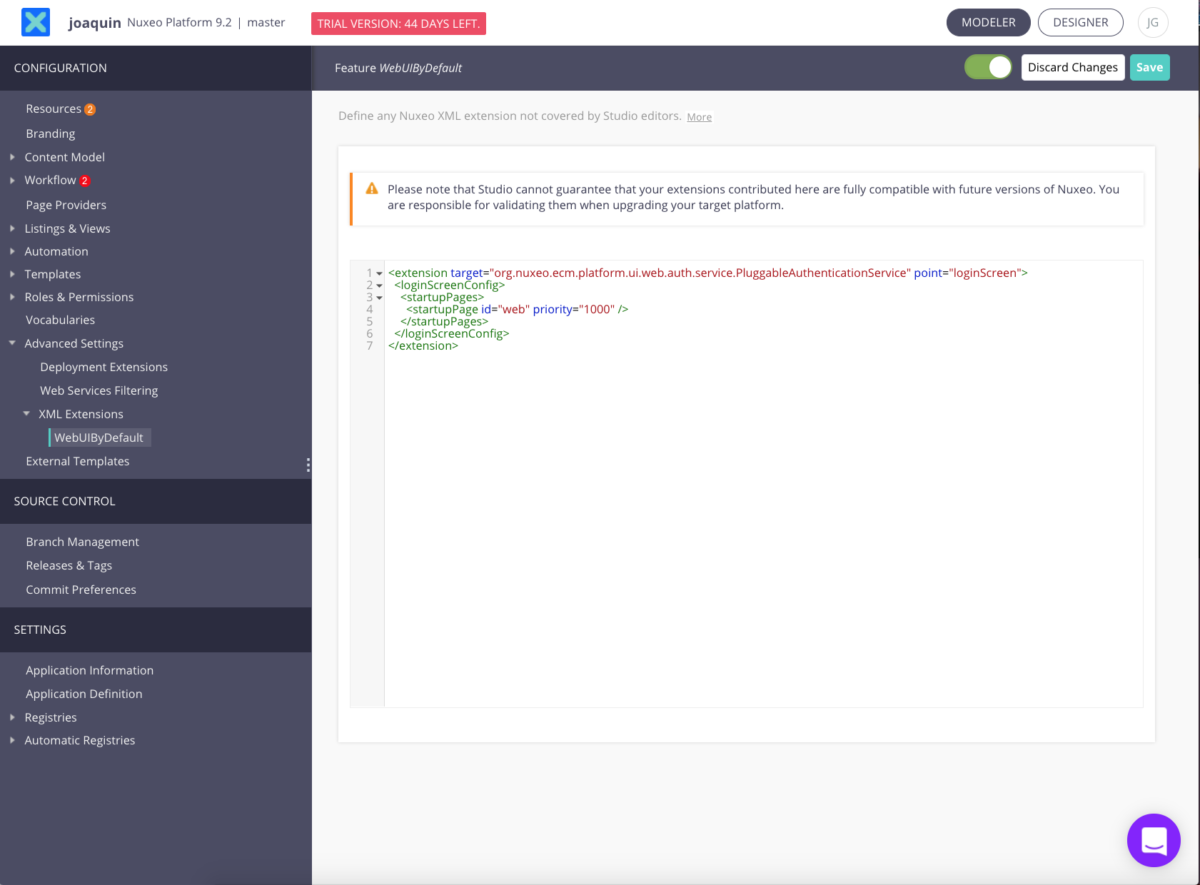 joaquin Nuxeo Platform 9.2 | master
TRIAL VERSION: 44 DAYS LEFT.
MODELER
DESIGNER
JG
CONFIGURATION
Resources 2
Branding
Content Model
Workflow 2
Page Providers
Listings & Views
Automation
Templates
Roles & Permissions
Vocabularies
Advanced Settings
Deployment Extensions
Web Services Filtering
XML Extensions
WebUIByDefault
External Templates
SOURCE CONTROL
Branch Management
Releases & Tags
Commit Preferences
SETTINGS
Application Information
Application Definition
Registries
Automatic Registries
Feature WebUIByDefault
Discard Changes
Save
Define any Nuxeo XML extension not covered by Studio editors. More
Please note that Studio cannot guarantee that your extensions contributed here are fully compatible with future versions of Nuxeo. You
are responsible for validating them when upgrading your target platform.
1 <extension target="org.nuxeo.ecm.platform.ui.web.auth.service.PluggableAuthenticationService" point="loginScreen">
2 <loginScreenConfig>
3 <startupPages>
4 <startupPage id="web" priority="1000" />
5 </startupPages>
6 </loginScreenConfig>
7 </extension>